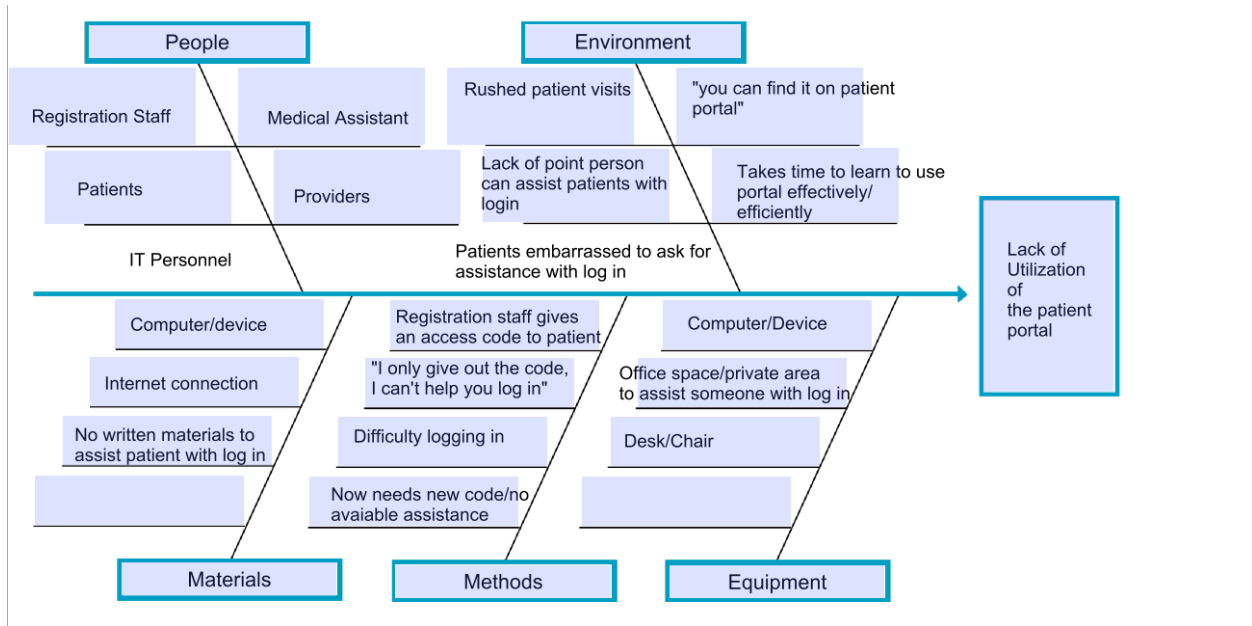 People
Environment
Registration Staff
Medical Assistant
Rushed patient visits
"you can find it on patient
portal"
Patients
Providers
Lack of point person
can assist patients with
login
Takes time to learn to use
portal effectively/
efficiently
IT Personnel
Patients embarrassed to ask for
assistance with log in
Lack of
Utilization
of
the patient
portal
Computer/device
Registration staff gives
an access code to patient
Computer/Device
Internet connection
"I only give out the code,
I can't help you log in"
Office space/private area
to assist someone with log in
No written materials to
assist patient with log in
Difficulty logging in
Desk/Chair
Now needs new code/no
avaiable assistance
Materials
Methods
Equipment